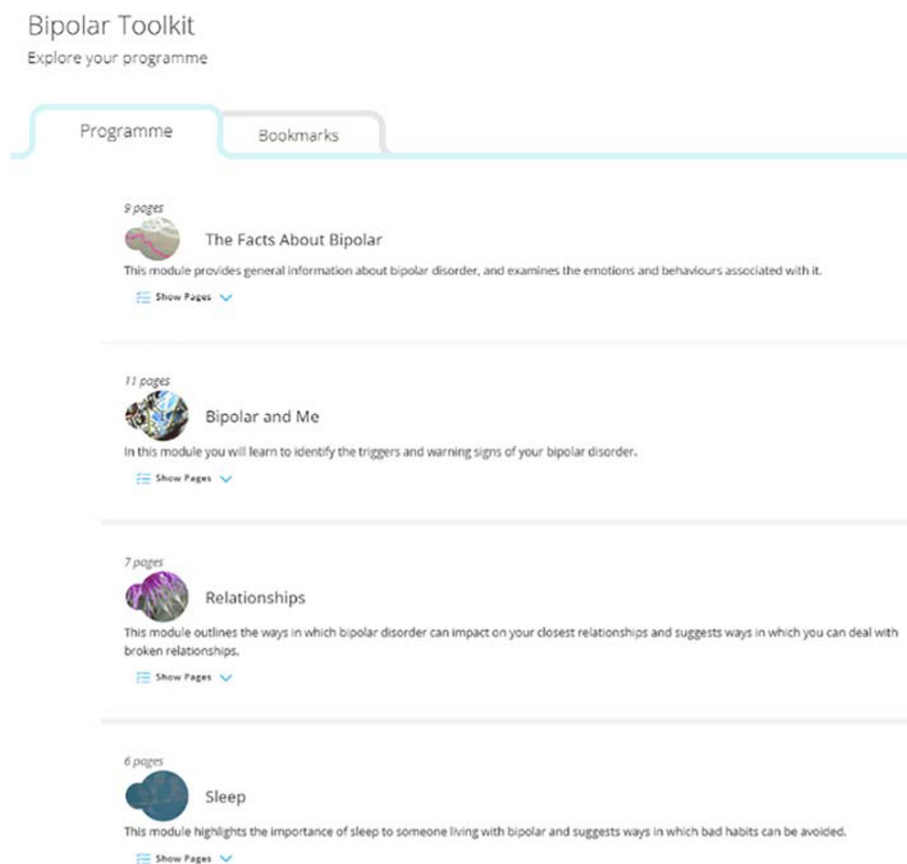 Bipolar Toolkit
Explore your programme
Programme
Bookmarks
9 pages
The Facts About Bipolar
This module provides general information about bipolar disorder, and examines the emotions and behaviours associated with it.
Show Pages
11 pages
Bipolar and Me
In this module you will learn to identify the triggers and warning signs of your bipolar disorder.
Show Pages
7 pages
Relationships
This module outlines the ways in which bipolar disorder can impact on your closest relationships and suggests ways in which you can deal with
broken relationships.
Show Pages
6 pages
Sleep
This module highlights the importance of sleep to someone living with bipolar and suggests ways in which bad habits can be avoided.
Show Pages